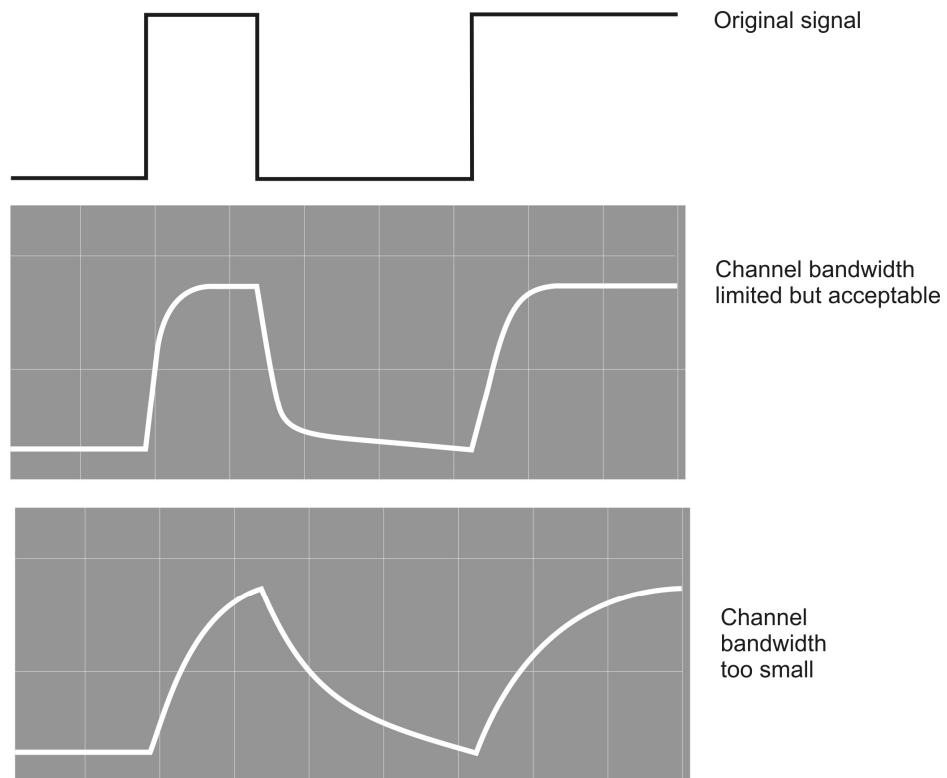 Original signal
Channel bandwidth
limited but acceptable
Channel
bandwidth
too small